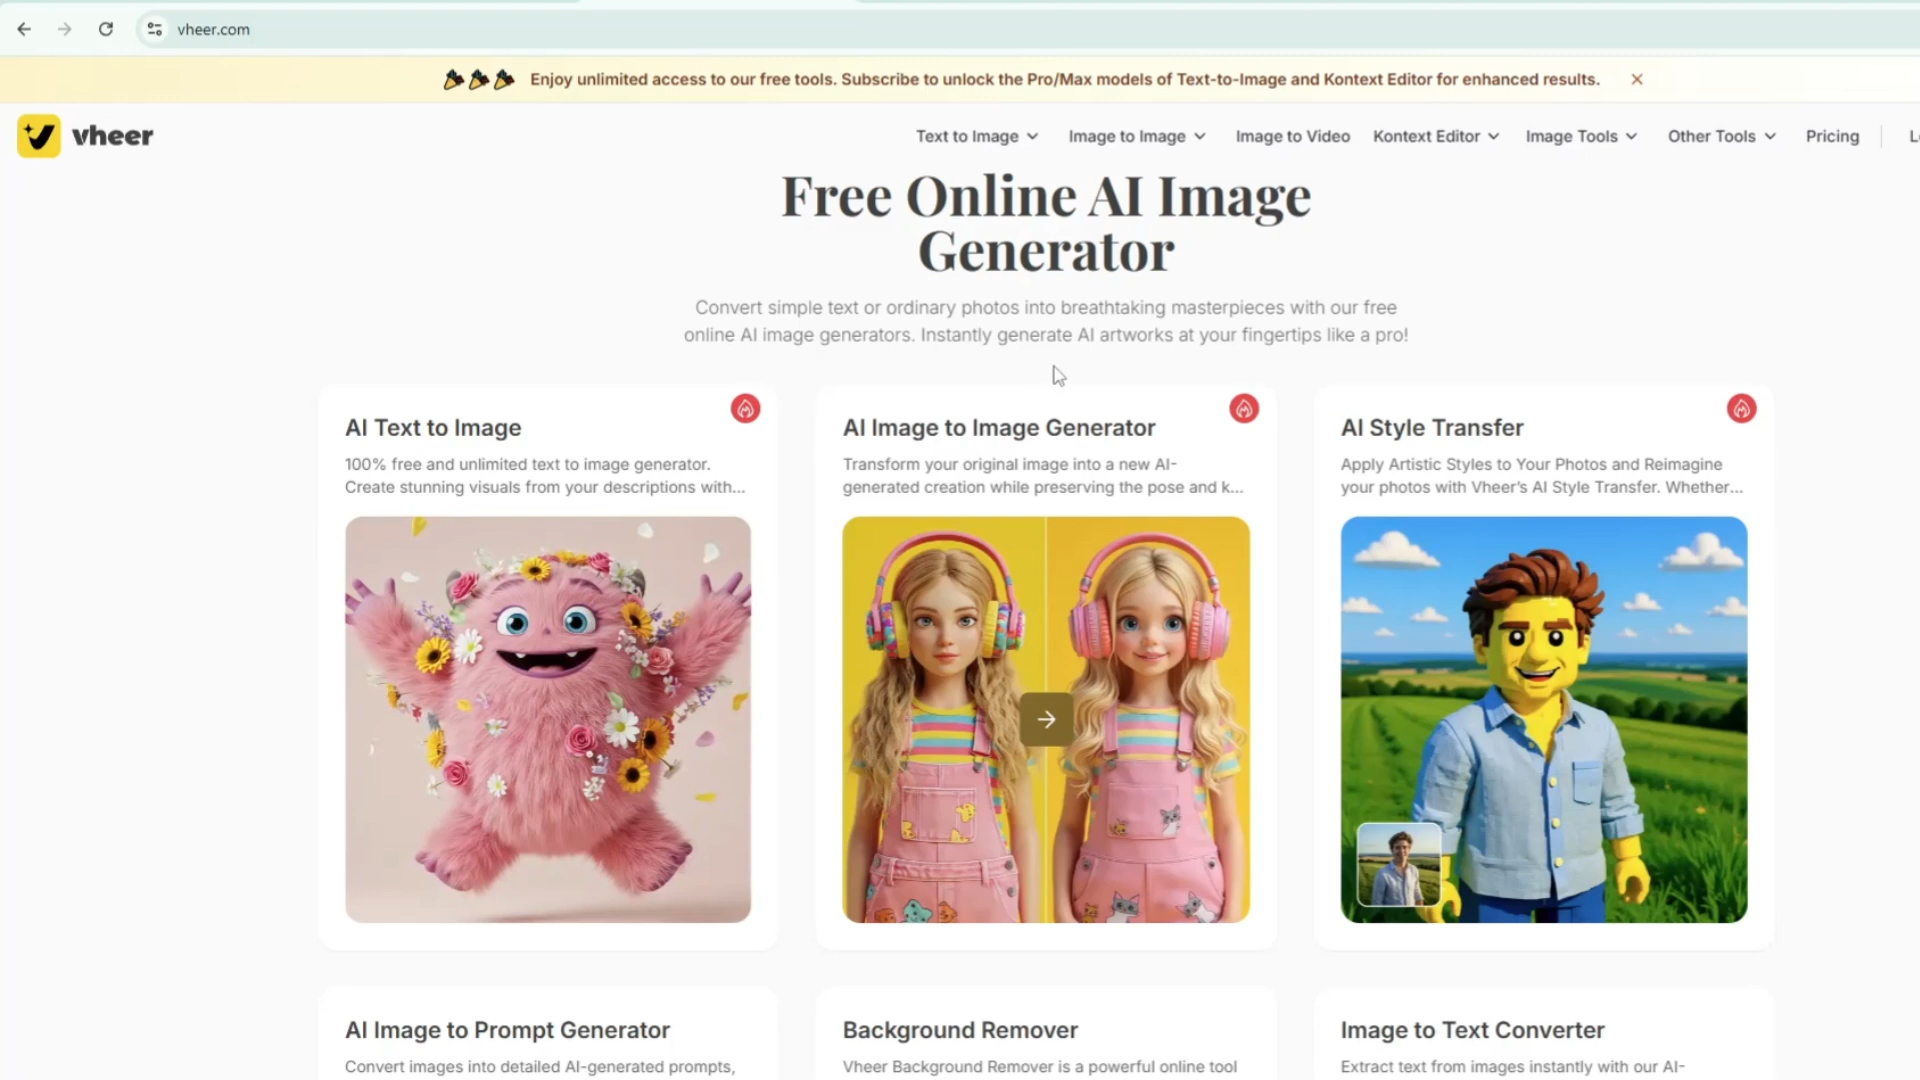 vheer.com
Enjoy unlimited access to our free tools. Subscribe to unlock the Pro/Max models of Text-to-Image and Kontext Editor for enhanced results.
vheer
Text to Image
Image to Image
Image to Video
Kontext Editor
Image Tools
Other Tools
Pricing
Free Online AI Image
Generator
Convert simple text or ordinary photos into breathtaking masterpieces with our free
online AI image generators. Instantly generate AI artworks at your fingertips like a pro!
AI Text to Image
100% free and unlimited text to image generator.
Create stunning visuals from your descriptions with...
AI Image to Image Generator
Transform your original image into a new AI-
generated creation while preserving the pose and k...
AI Style Transfer
Apply Artistic Styles to Your Photos and Reimagine
your photos with Vheer’s AI Style Transfer. Whether...
AI Image to Prompt Generator
Convert images into detailed AI-generated prompts,
Background Remover
Vheer Background Remover is a powerful online tool
Image to Text Converter
Extract text from images instantly with our AI-